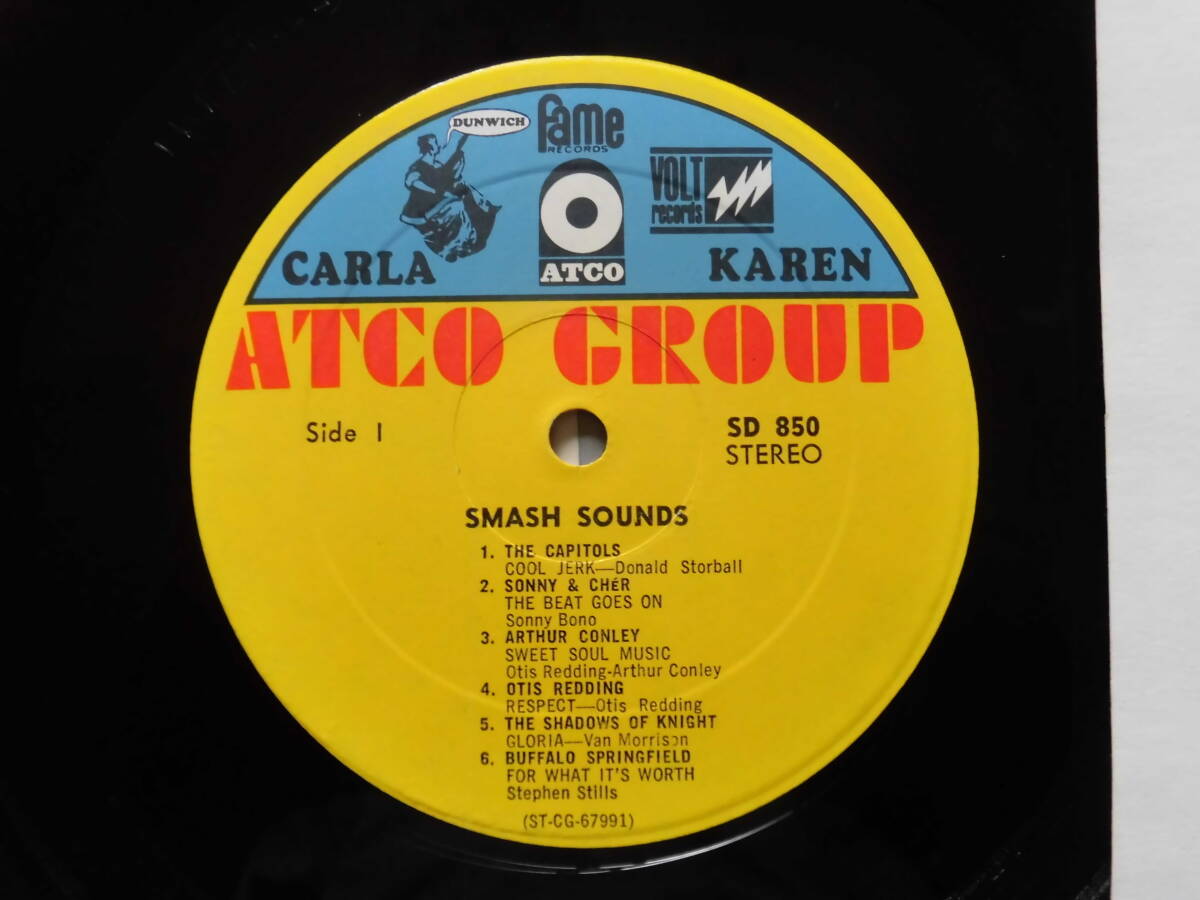 DUNWICH
fame
RECORDS
VOLT
records
CARLA
ATCO
KAREN
ATCO GROUP
Side 1
SD 850
STEREO
SMASH SOUNDS
1. THE CAPITOLS
COOL JERK—Donald Storball
2. SONNY & CHéR
THE BEAT GOES ON
Sonny Bono
3. ARTHUR CONLEY
SWEET SOUL MUSIC
Otis Redding-Arthur Conley
4. OTIS REDDING
RESPECT—Otis Redding
5. THE SHADOWS OF KNIGHT
GLORIA—Van Morrison
6. BUFFALO SPRINGFIELD
FOR WHAT IT'S WORTH
Stephen Stills
(ST-CG-67991)